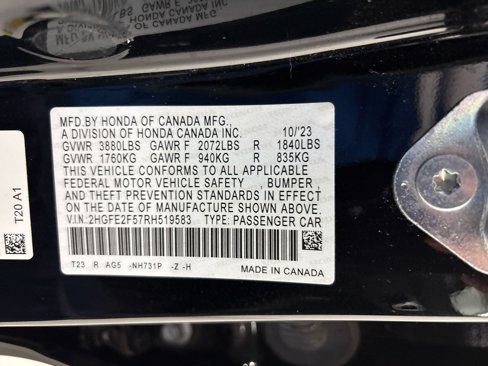 MFD.BY HONDA OF CANADA MFG.,
A DIVISION OF HONDA CANADA INC. 10/'23
GVWR 3880LBS GAWR F 2072LBS R 1840LBS
GVWR 1760KG GAWR F 940KG R 835KG
THIS VEHICLE CONFORMS TO ALL APPLICABLE
FEDERAL MOTOR VEHICLE SAFETY , BUMPER ,
AND THEFT PREVENTION STANDARDS IN EFFECT
ON THE DATE OF MANUFACTURE SHOWN ABOVE.
V.I.N:2HGFE2F57RH519583 TYPE: PASSENGER CAR
T23 R AG5 -NH731P -Z -H
MADE IN CANADA
T20 A1